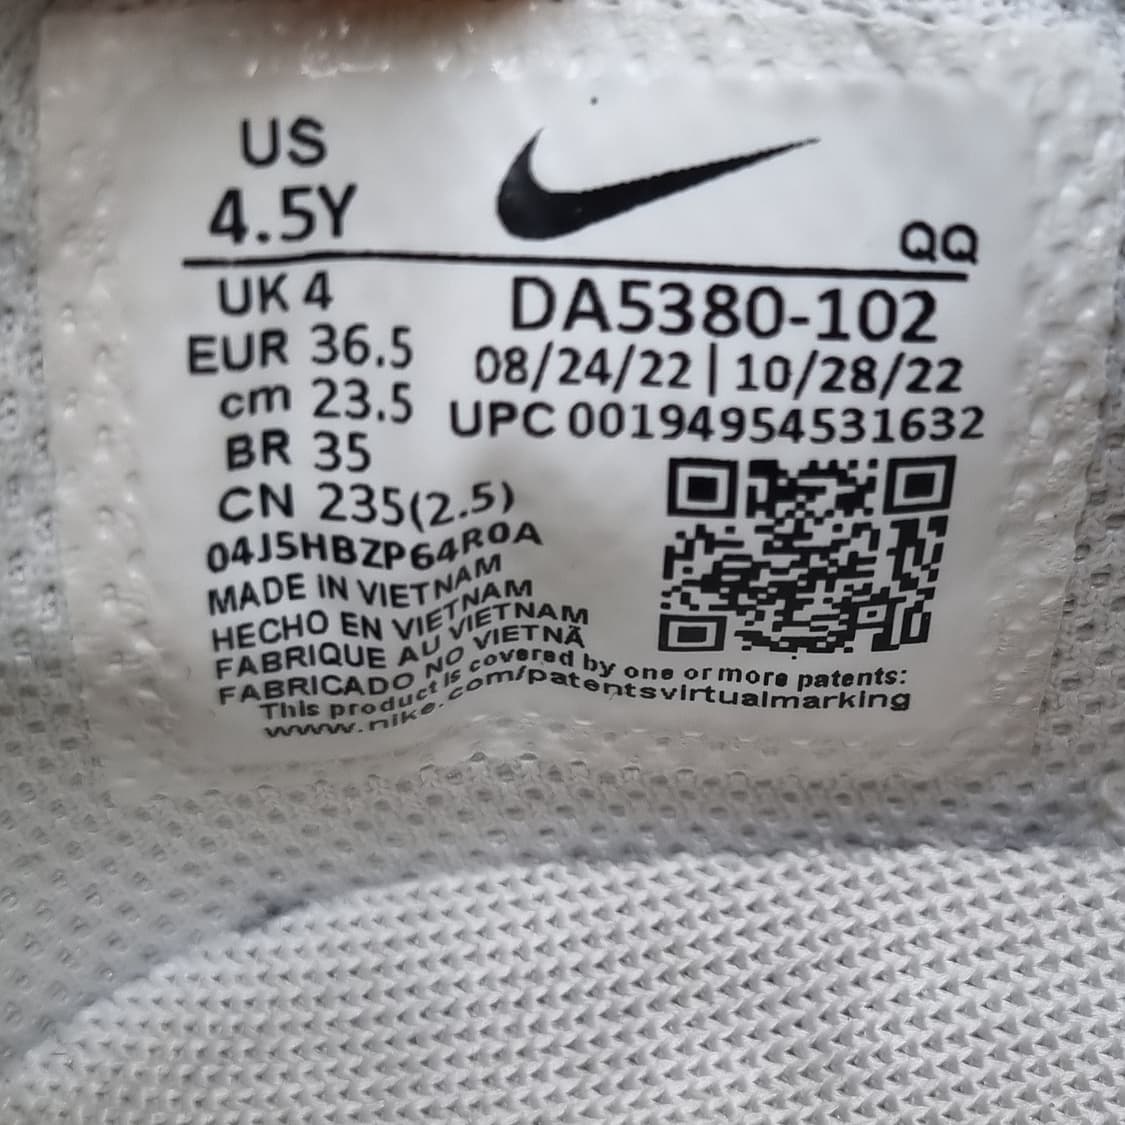 US
4.5Y
QQ
UK 4
EUR 36.5
cm 23.5
BR 35
CN 235(2.5)
DA5380-102
08/24/22 | 10/28/22
UPC 00194954531632
04J5HBZP64R0A
MADE IN VIETNAM
HECHO EN VIETNAM
FABRIQUE AU VIETNAM
FABRICADO NO VIETNÃ
This product is covered by one or more patents:
www.nike.com/patentsvirtualmarking